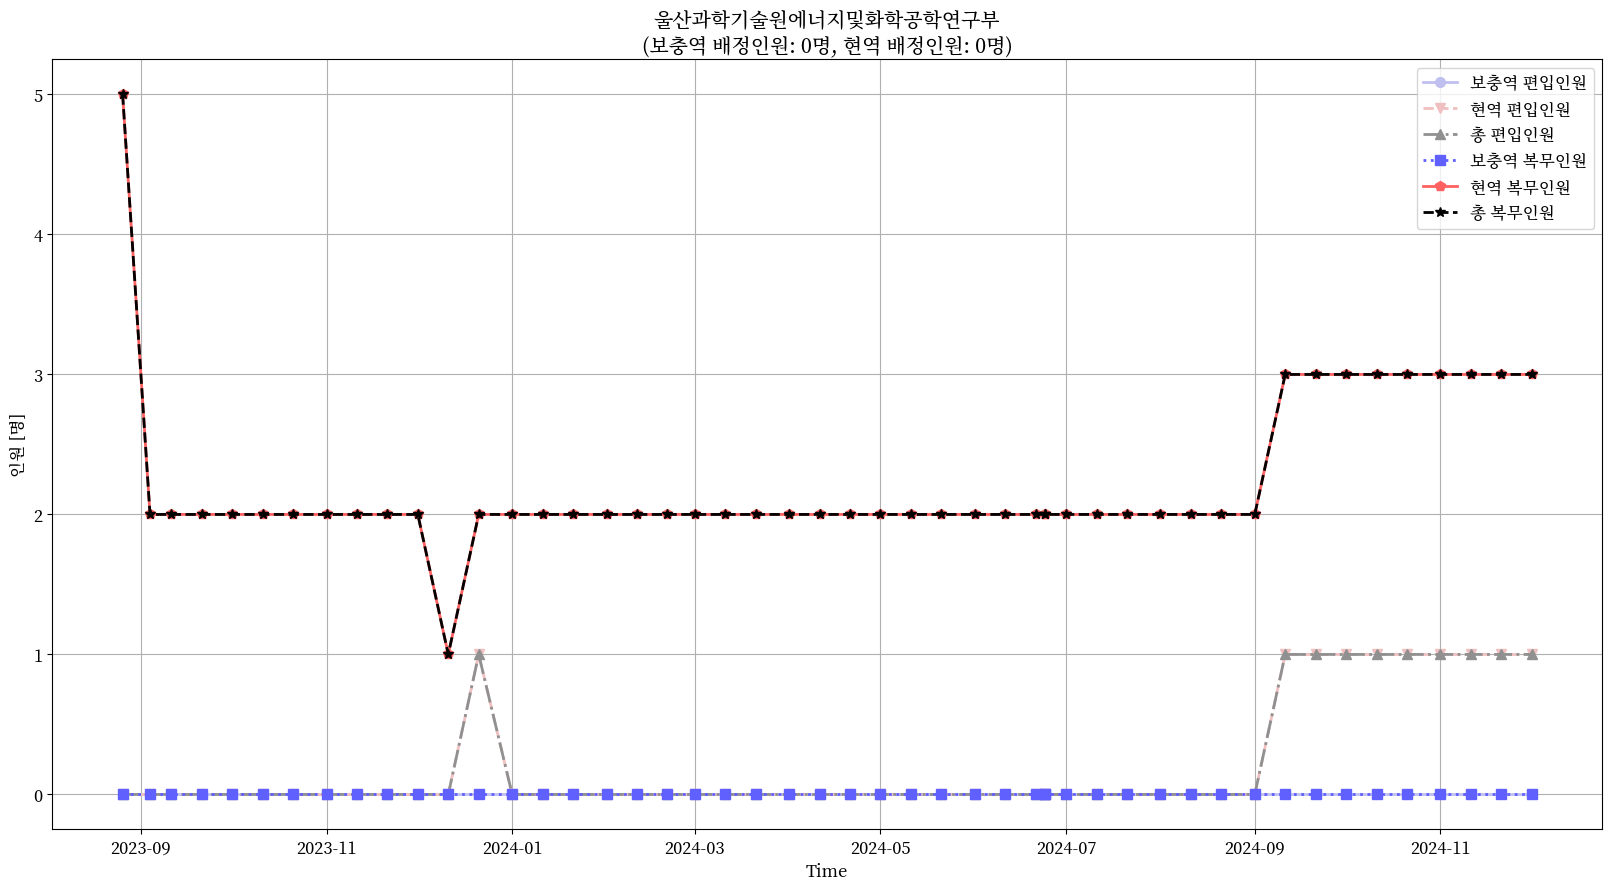 울산과학기술원에너지및화학공학연구부
(보충역 배정인원: 0명, 현역 배정인원: 0명)
보충역 편입인원
현역 편입인원
총 편입인원
보충역 복무인원
현역 복무인원
총 복무인원
인원 [명]
5
4
3
2
1
0
2023-09
2023-11
2024-01
2024-03
2024-05
2024-07
2024-09
2024-11
Time